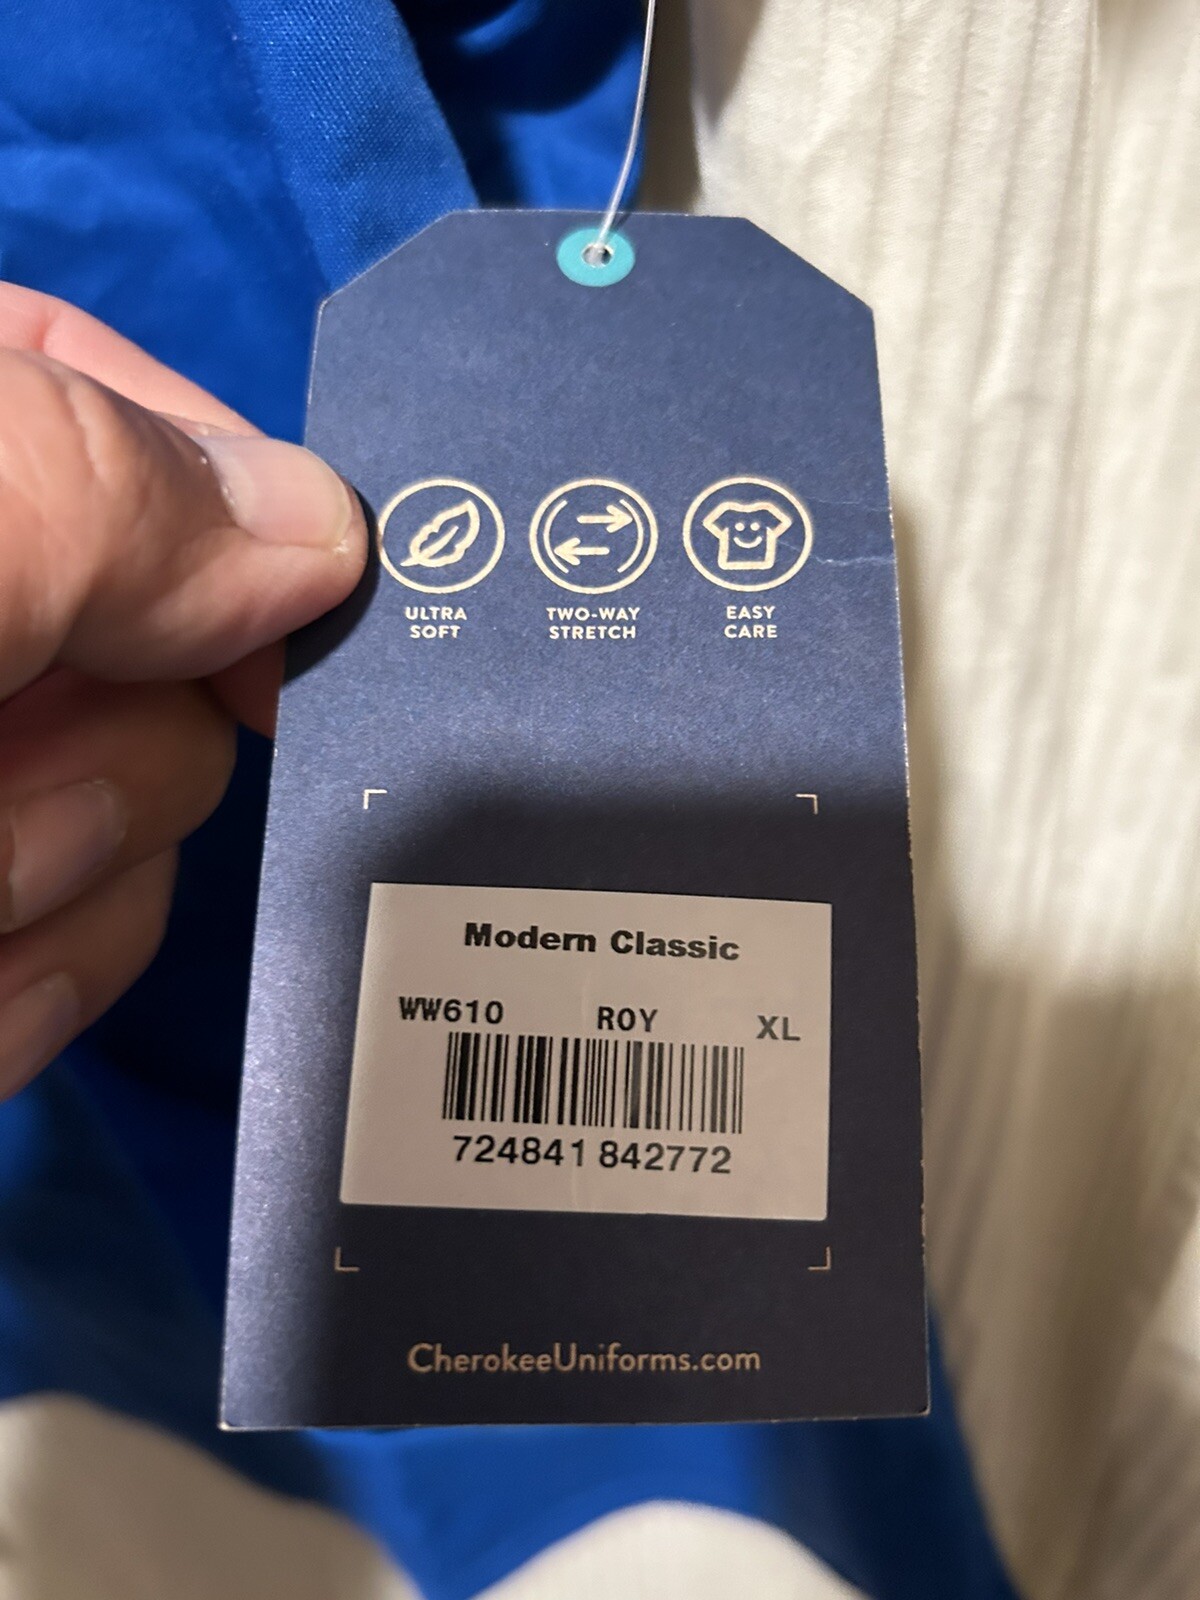 ULTRA SOFT
TWO-WAY STRETCH
EASY CARE
Modern Classic
WW610 ROY XL
724841 842772
CherokeeUniforms.com